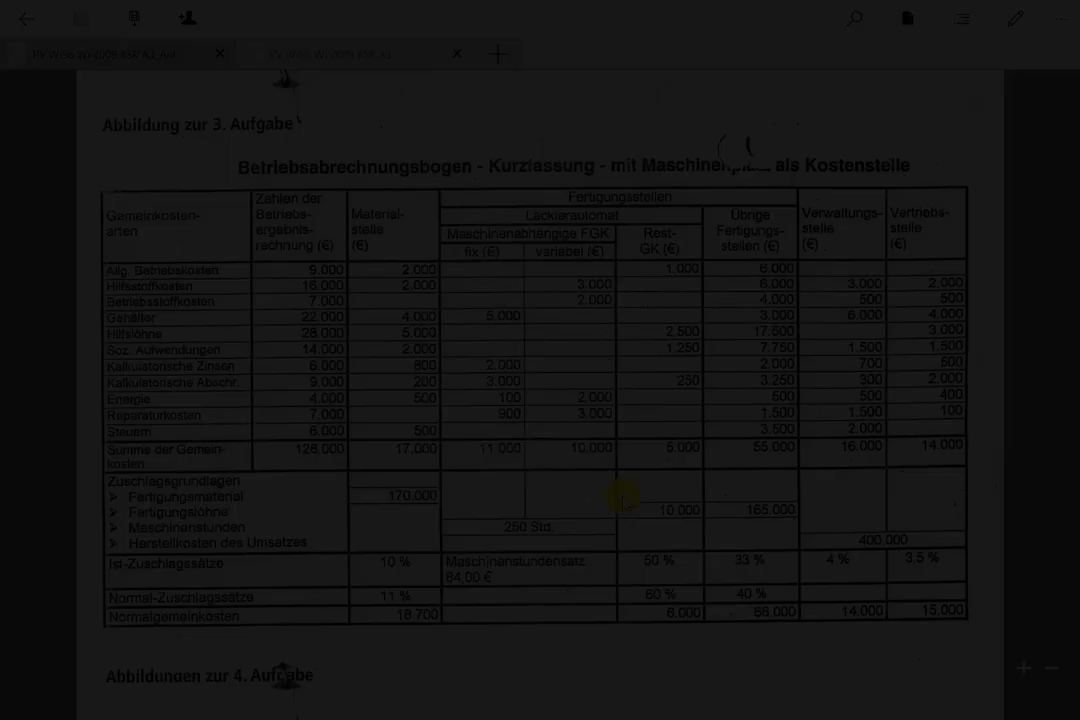 Abbildung zur 3. Aufgabe
Betriebsabrechnungsbogen - Kurzfassung - mit als Kostenstelle
Gemeinkosten-arten Zahlen der Betriebs-ergebnis-rechnung (€) Material-stelle (€) Fertigungsstellen Verwaltungs-stelle (€) Vertriebs-stelle (€)
Lackierautomat Übrige Fertigungs-stellen (€)
Maschinenabhängige FGK Rest-GK (€)
fix (€) variabel (€)
Allg. Betriebskosten 9.000 2.000 1.000 6.000
Hilfsstoffkosten 16.000 2.000 3.000 6.000 3.000 2.000
Betriebsstoffkosten 7.000 2.000 4.000 500 500
Gehälter 22.000 4.000 5.000 3.000 6.000 4.000
Hilfslöhne 28.000 5.000 2.500 17.500 3.000
Soz. Aufwendungen 14.000 2.000 1.250 7.750 1.500 1.500
Kalkulatorische Zinsen 6.000 800 2.000 2.000 700 500
Kalkulatorische Abschr. 9.000 200 3.000 250 3.250 300 2.000
Energie 4.000 500 100 2.000 500 500 400
Reparaturkosten 7.000 900 3.000 1.500 1.500 100
Steuern 6.000 500 3.500 2.000
Summe der Gemein-kosten 128.000 17.000 11.000 10.000 5.000 55.000 16.000 14.000
Zuschlagsgrundlagen
➢ Fertigungsmaterial 170.000
➢ Fertigungslöhne 10.000 165.000
➢ Maschinenstunden 250 Std.
➢ Herstellkosten des Umsatzes 400.000
Ist-Zuschlagssätze 10 % Maschinenstundensatz 84,00 € 50 % 33 % 4 % 3,5 %
Normal-Zuschlagssätze 11 % 60 % 40 %
Normalgemeinkosten 18.700 6.000 66.000 14.000 15.000
Abbildungen zur 4. Aufgabe